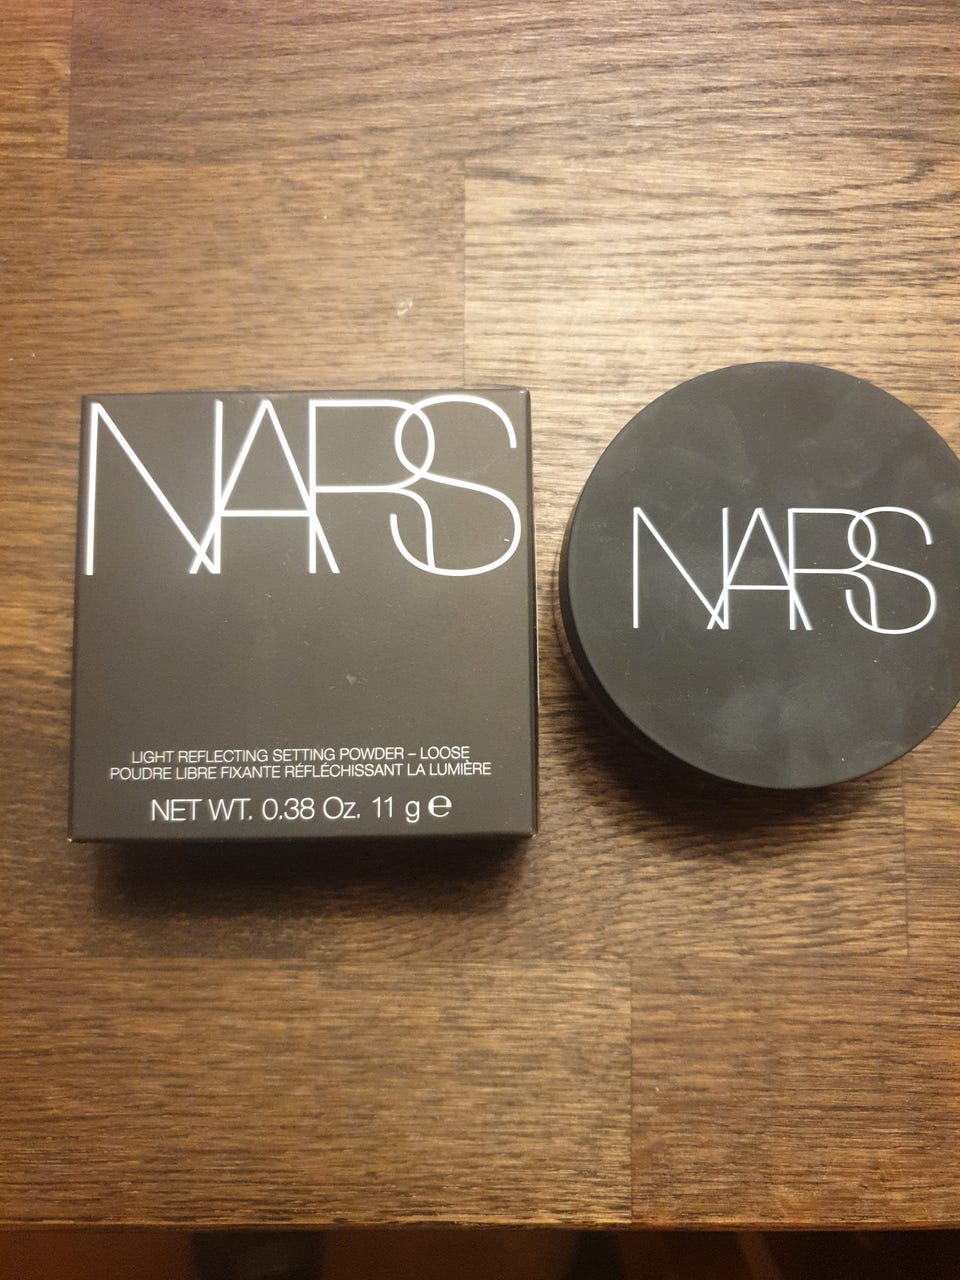 NARS
LIGHT REFLECTING SETTING POWDER – LOOSE
POUDRE LIBRE FIXANTE RÉFLÉCHISSANT LA LUMIÈRE
NET WT. 0.38 Oz. 11 g ℮
NARS